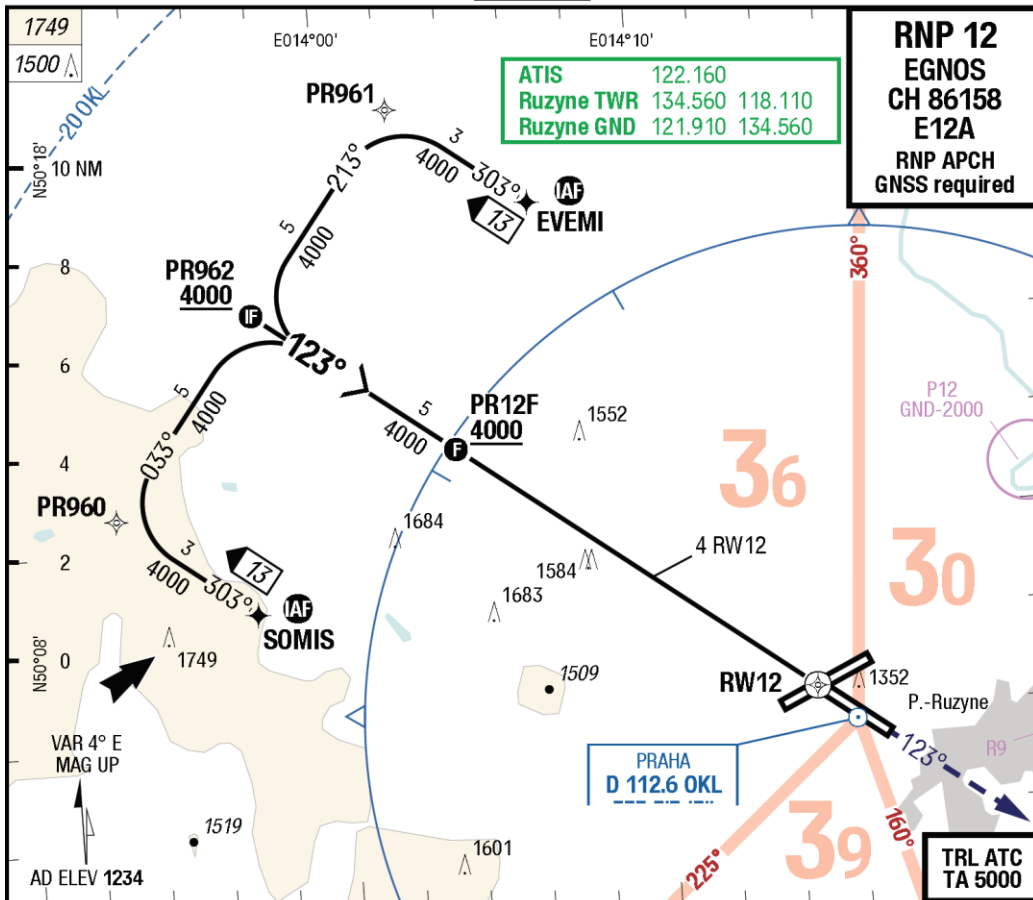 1749
1500
200KL
E014°00'
E014°10'
ATIS 122.160
Ruzyne TWR 134.560 118.110
Ruzyne GND 121.910 134.560
RNP 12
EGNOS
CH 86158
E12A
RNP APCH
GNSS required
PR961
N50°18'
10 NM
213°
3
4000
303°
IAF
13
EVEMI
5
4000
360°
8
PR962
4000
IF
123°
6
5
4000
PR12F
4000
F
1552
P12
GND-2000
5
4000
033°
4
36
PR960
1684
2
3
4000
303°
13
IAF
SOMIS
1584
4 RW12
1683
30
N50°08'
0
1749
1509
RW12
1352
P.-Ruzyne
R9
VAR 4° E
MAG UP
PRAHA
D 112.6 OKL
123°
1519
1601
39
225°
160°
AD ELEV 1234
TRL ATC
TA 5000